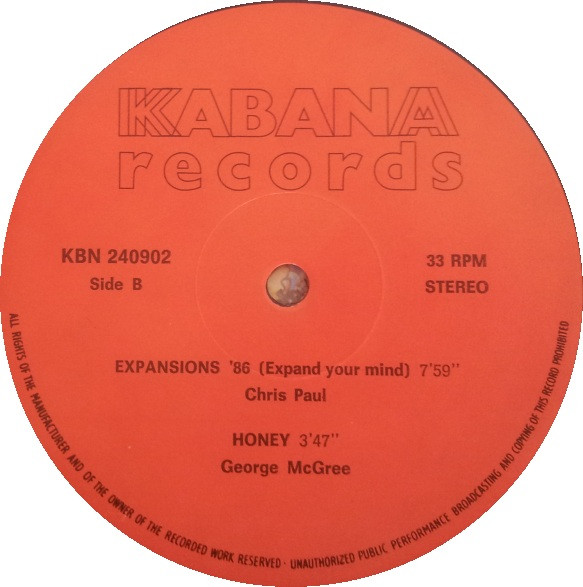 KABANA
records
KBN 240902
Side B
33 RPM
STEREO
EXPANSIONS '86 (Expand your mind) 7'59''
Chris Paul
HONEY 3'47''
George McGree
ALL RIGHTS OF THE MANUFACTURER AND OF THE OWNER OF THE RECORDED WORK RESERVED · UNAUTHORIZED PUBLIC PERFORMANCE BROADCASTING AND COPYING OF THIS RECORD PROHIBITED